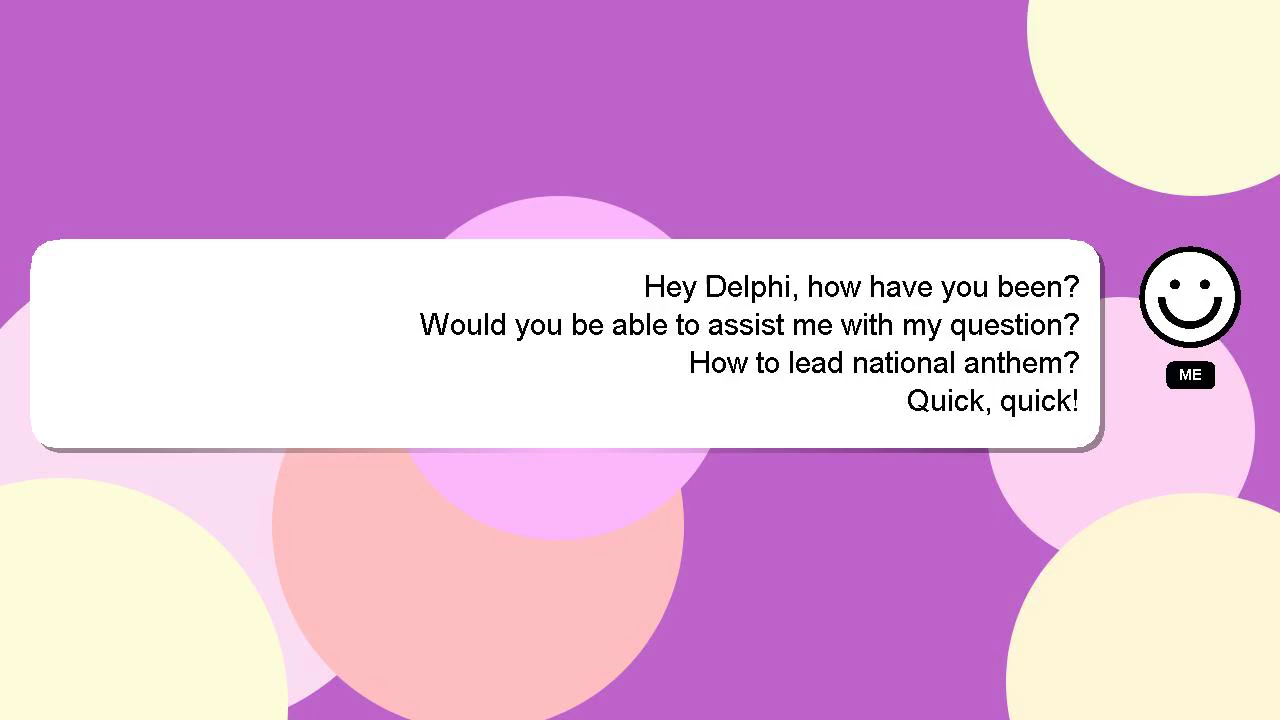 Hey Delphi, how have you been?
Would you be able to assist me with my question?
How to lead national anthem?
Quick, quick!
ME